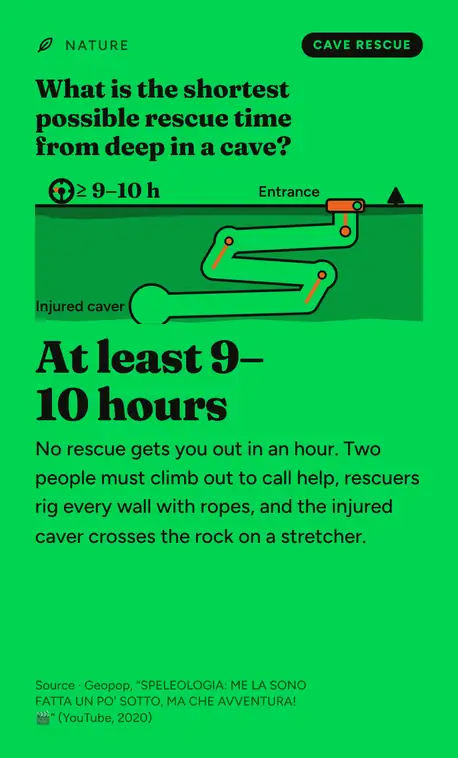 NATURE
CAVE RESCUE
What is the shortest
possible rescue time
from deep in a cave?
≥ 9–10 h
Entrance
Injured caver
At least 9–
10 hours
No rescue gets you out in an hour. Two
people must climb out to call help, rescuers
rig every wall with ropes, and the injured
caver crosses the rock on a stretcher.
Source · Geopop, "SPELEOLOGIA: ME LA SONO
FATTA UN PO' SOTTO, MA CHE AVVENTURA!
🎬" (YouTube, 2020)